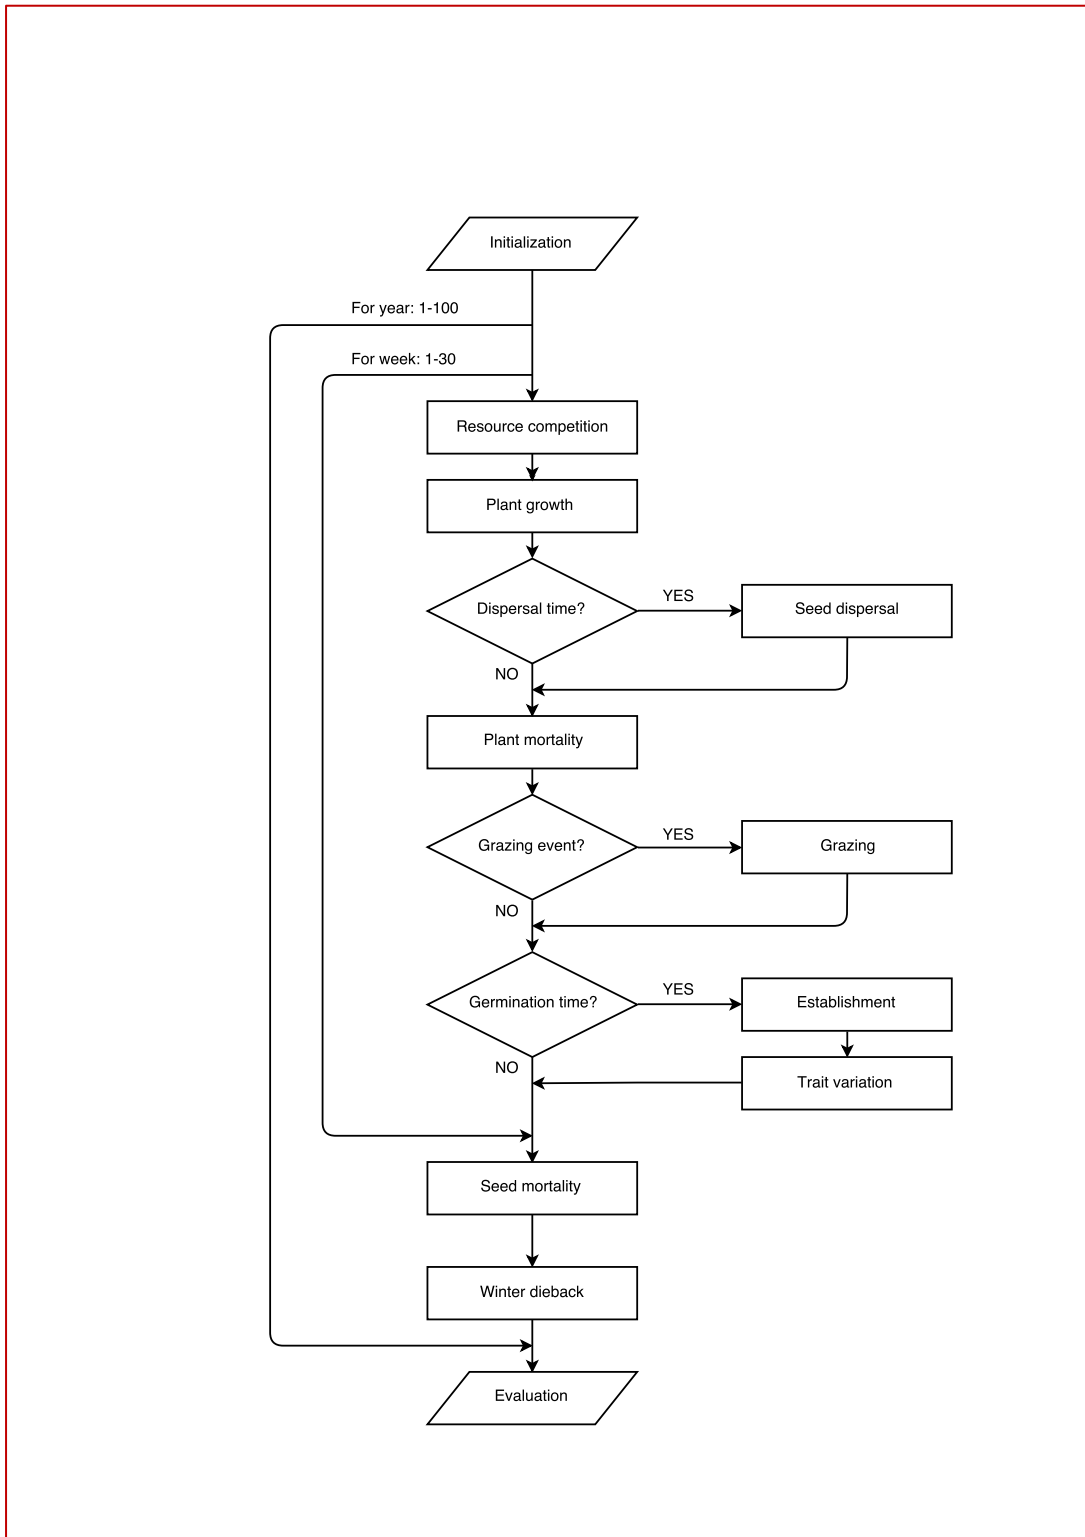 Initialization
For year: 1-100
For week: 1-30
Resource competition
Plant growth
Dispersal time?
YES
Seed dispersal
NO
Plant mortality
Grazing event?
YES
Grazing
NO
Germination time?
YES
Establishment
NO
Trait variation
Seed mortality
Winter dieback
Evaluation